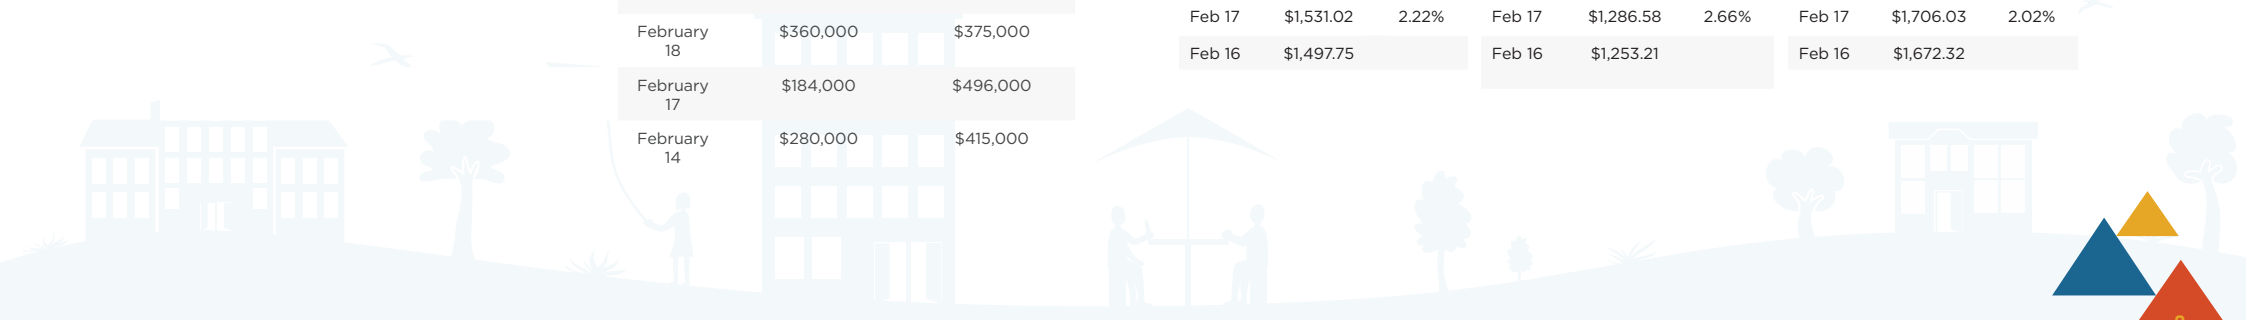 February $360,000 $375,000
18
February $184,000 $496,000
17
February $280,000 $415,000
14
Feb 17 $1,531.02 2.22%
Feb 16 $1,497.75
Feb 17 $1,286.58 2.66%
Feb 16 $1,253.21
Feb 17 $1,706.03 2.02%
Feb 16 $1,672.32